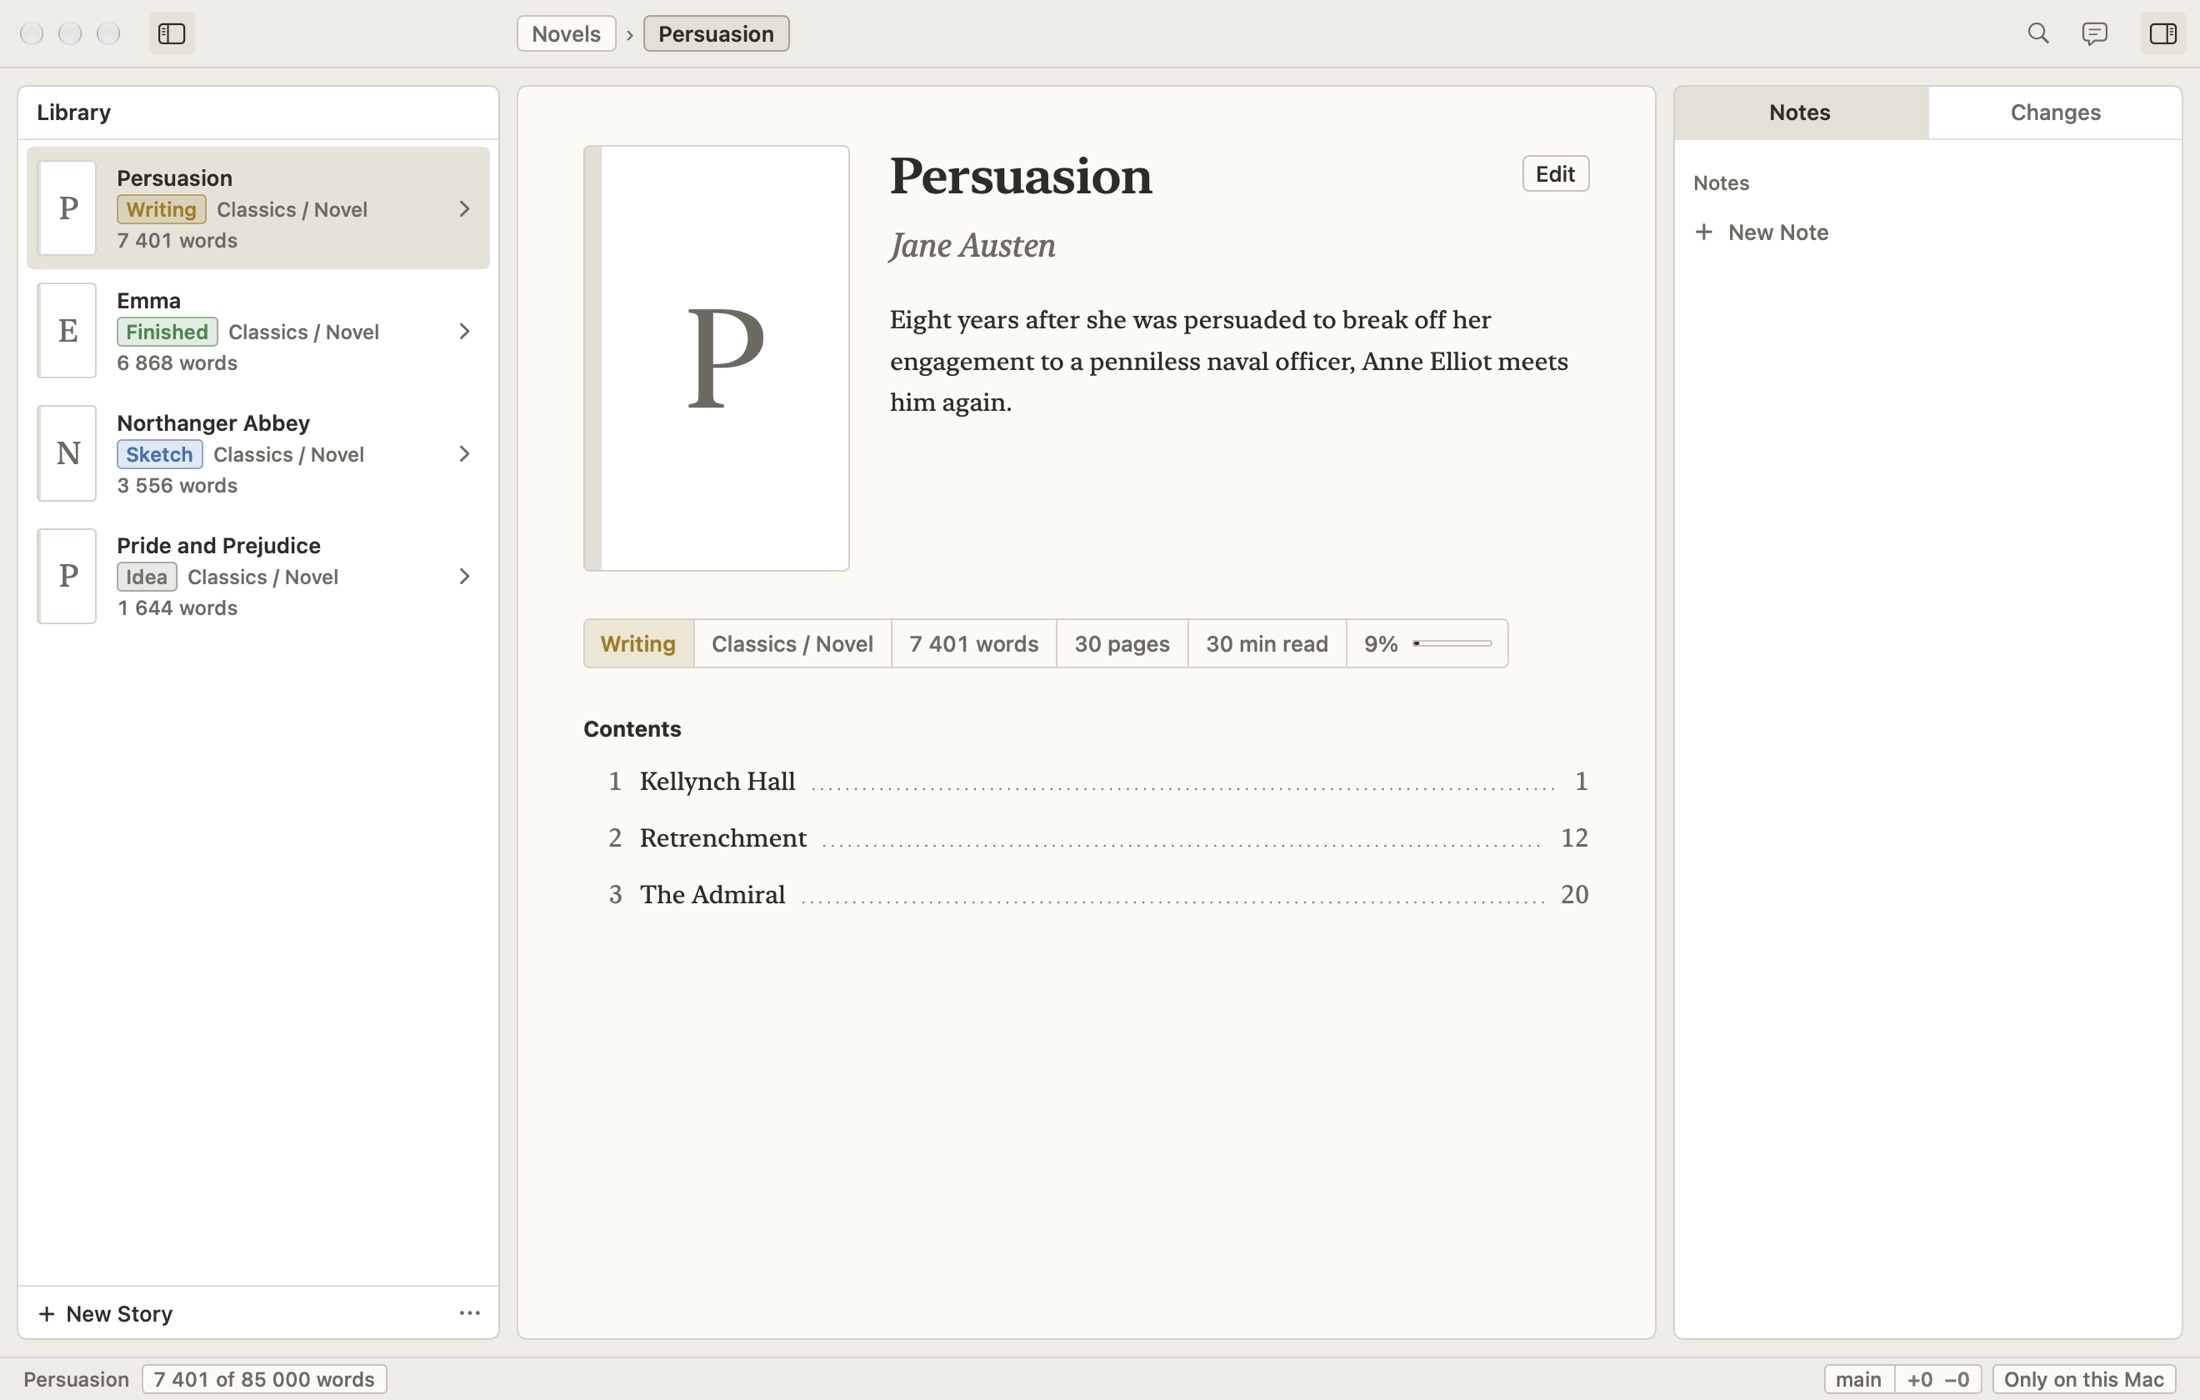 Novels › Persuasion
Library
P
Persuasion
Writing Classics / Novel
7 401 words
E
Emma
Finished Classics / Novel
6 868 words
N
Northanger Abbey
Sketch Classics / Novel
3 556 words
P
Pride and Prejudice
Idea Classics / Novel
1 644 words
+ New Story ...
P
Persuasion
Edit
Jane Austen
Eight years after she was persuaded to break off her
engagement to a penniless naval officer, Anne Elliot meets
him again.
Writing Classics / Novel 7 401 words 30 pages 30 min read 9%
Contents
1 Kellynch Hall 1
2 Retrenchment 12
3 The Admiral 20
Notes Changes
Notes
+ New Note
Persuasion 7 401 of 85 000 words
main +0 −0 Only on this Mac